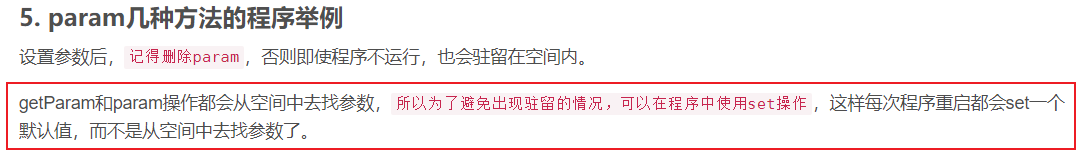 5. param几种方法的程序举例
设置参数后，记得删除param，否则即使程序不运行，也会驻留在空间内。
getParam和param操作都会从空间中去找参数，所以为了避免出现驻留的情况，可以在程序中使用set操作，这样每次程序重启都会set一个
默认值，而不是从空间中去找参数了。